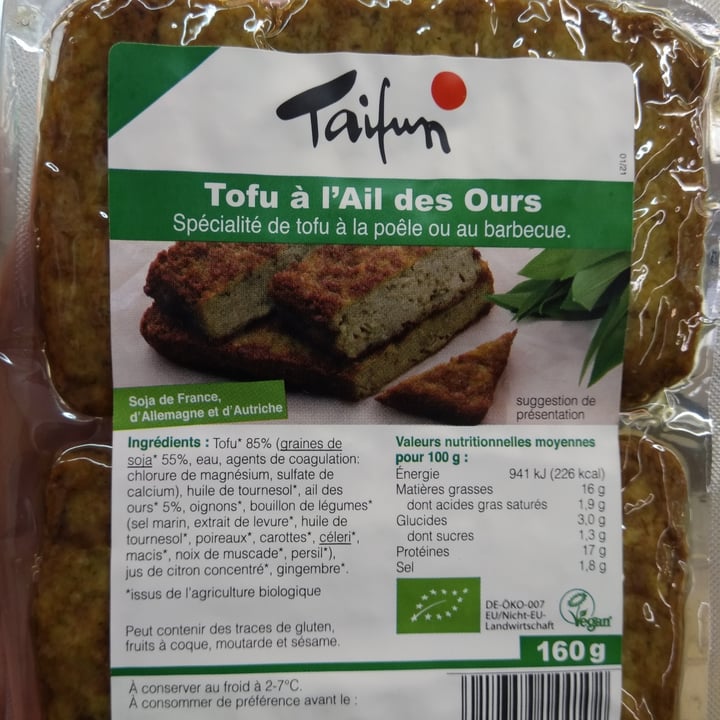 Taifun
01/21
Tofu à l'Ail des Ours
Spécialité de tofu à la poêle ou au barbecue.
Soja de France,
d'Allemagne et d'Autriche
suggestion de
présentation
Ingrédients : Tofu* 85% (graines de
soja* 55%, eau, agents de coagulation:
chlorure de magnésium, sulfate de
calcium), huile de tournesol*, ail des
ours* 5%, oignons*, bouillon de légumes*
(sel marin, extrait de levure*, huile de
tournesol*, poireaux*, carottes*, céleri*,
macis*, noix de muscade*, persil*),
jus de citron concentré*, gingembre*.
*issus de l'agriculture biologique
Peut contenir des traces de gluten,
fruits à coque, moutarde et sésame.
Valeurs nutritionnelles moyennes
pour 100 g :
Énergie 941 kJ (226 kcal)
Matières grasses 16 g
dont acides gras saturés 1,9 g
Glucides 3,0 g
dont sucres 1,3 g
Protéines 17 g
Sel 1,8 g
DE-ÖKO-007
EU/Nicht-EU-
Landwirtschaft
Vegan
160 g
À conserver au froid à 2-7°C.
À consommer de préférence avant le :